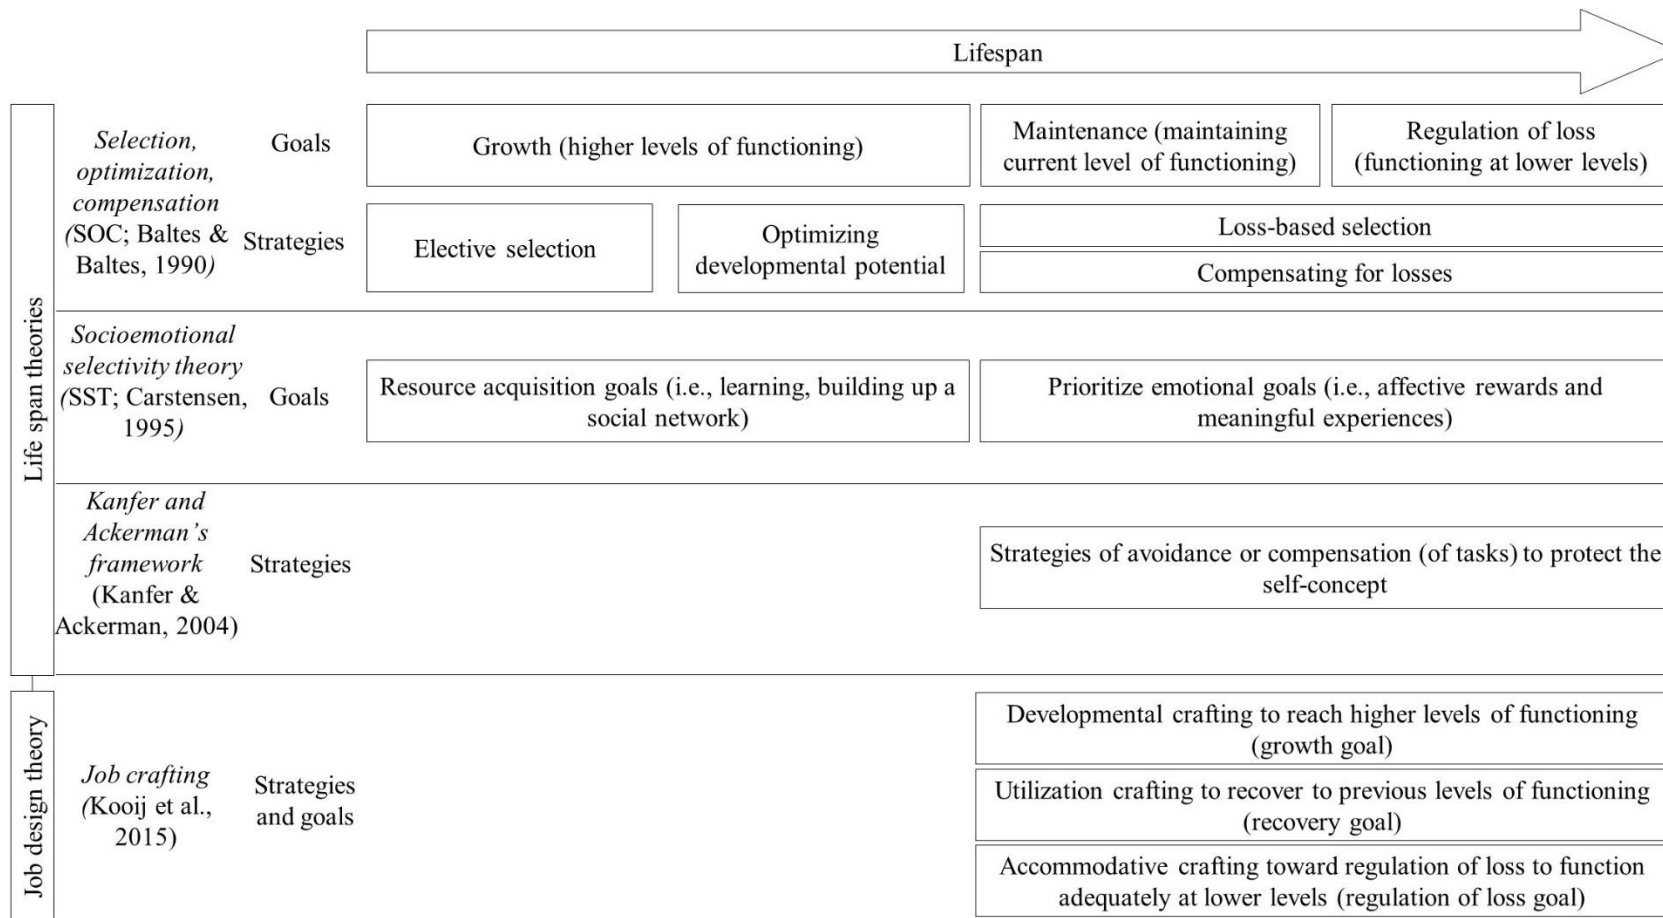 Lifespan
Life span theories
Selection,
optimization,
compensation
(SOC; Baltes &
Baltes, 1990)
Goals
Growth (higher levels of functioning)
Maintenance (maintaining
current level of functioning)
Regulation of loss
(functioning at lower levels)
Strategies
Elective selection
Optimizing
developmental potential
Loss-based selection
Compensating for losses
Socioemotional
selectivity theory
(SST; Carstensen,
1995)
Goals
Resource acquisition goals (i.e., learning, building up a
social network)
Prioritize emotional goals (i.e., affective rewards and
meaningful experiences)
Kanfer and
Ackerman’s
framework
(Kanfer &
Ackerman, 2004)
Strategies
Strategies of avoidance or compensation (of tasks) to protect the
self-concept
Job design theory
Job crafting
(Kooij et al.,
2015)
Strategies
and goals
Developmental crafting to reach higher levels of functioning
(growth goal)
Utilization crafting to recover to previous levels of functioning
(recovery goal)
Accommodative crafting toward regulation of loss to function
adequately at lower levels (regulation of loss goal)